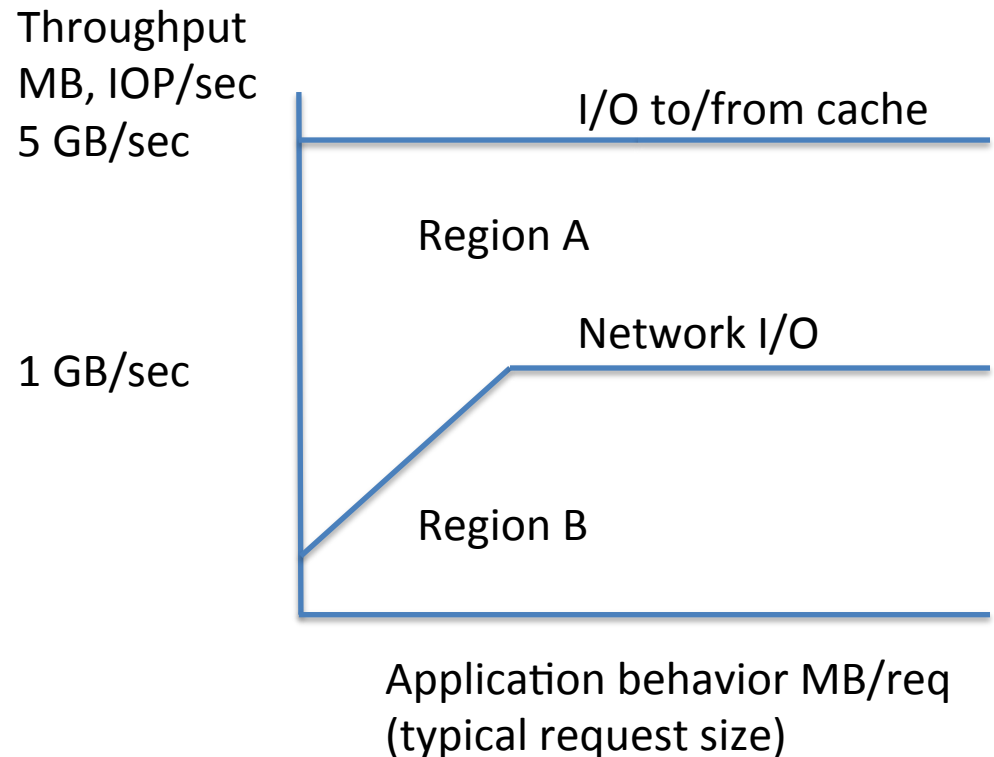 Throughput
MB, IOP/sec
5 GB/sec
I/O to/from cache
Region A
Network I/O
1 GB/sec
Region B
Application behavior MB/req
(typical request size)